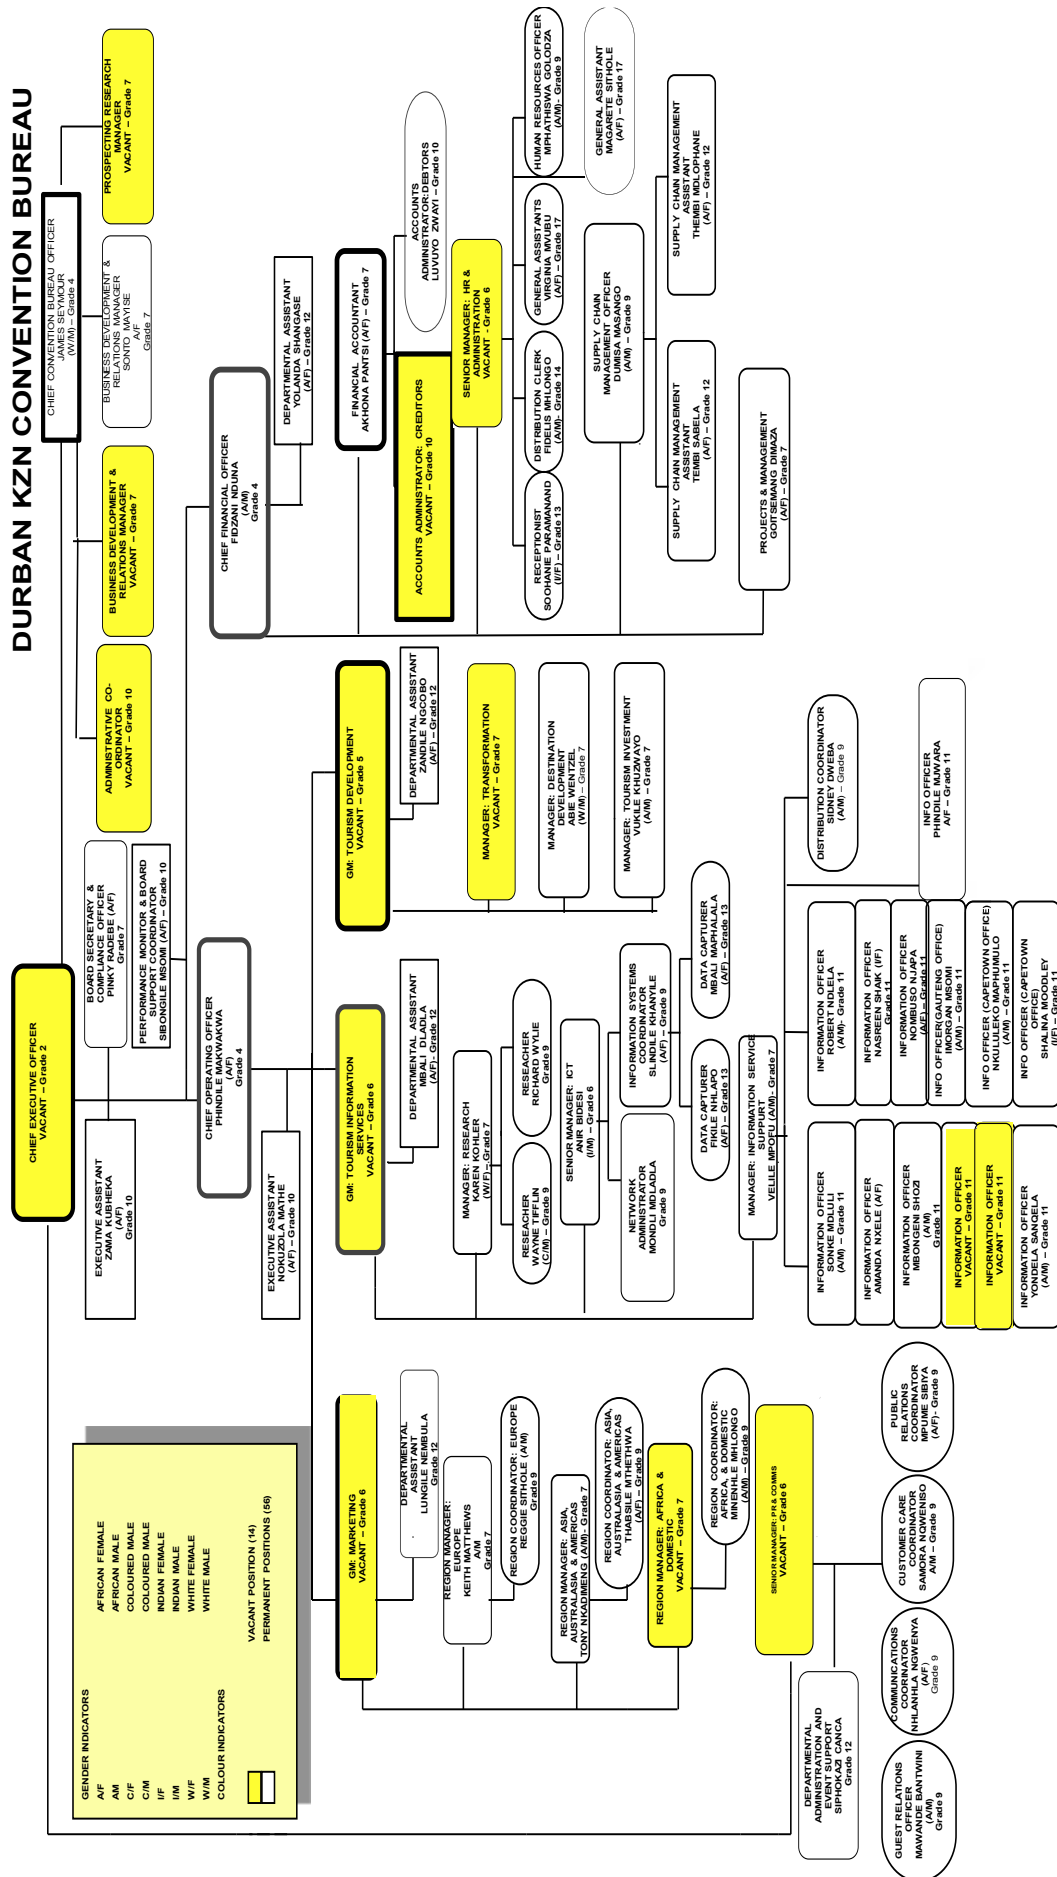 DURBAN KZN CONVENTION BUREAU
CHIEF EXECUTIVE OFFICER
VACANT – Grade 2
CHIEF CONVENTION BUREAU OFFICER
JAMES SEYMOUR
(W/M) – Grade 4
PROSPECTING RESEARCH
MANAGER
VACANT – Grade 7
BUSINESS DEVELOPMENT &
RELATIONS MANAGER
SONTO MAYISE
A/F
Grade 7
BUSINESS DEVELOPMENT &
RELATIONS MANAGER
VACANT – Grade 7
ADMINISTRATIVE CO-
ORDINATOR
VACANT – Grade 10
BOARD SECRETARY &
COMPLIANCE OFFICER
PINKY RADEBE (A/F)
Grade 7
PERFORMANCE MONITOR & BOARD
SUPPORT COORDINATOR
SIBONGILE MSOMI (A/F) – Grade 10
EXECUTIVE ASSISTANT
ZAMA KUBHEKA
(A/F)
Grade 10
CHIEF OPERATING OFFICER
PHINDILE MAKWAKWA
(A/F)
Grade 4
EXECUTIVE ASSISTANT
NOKUZOLA MATHE
(A/F) – Grade 10
CHIEF FINANCIAL OFFICER
FIDZANI NDUNA
(A/M)
Grade 4
DEPARTMENTAL ASSISTANT
YOLANDA SHANGASE
(A/F) – Grade 12
GENDER INDICATORS
A/F AFRICAN FEMALE
AM AFRICAN MALE
C/F COLOURED MALE
C/M COLOURED MALE
I/F INDIAN FEMALE
I/M INDIAN MALE
W/F WHITE FEMALE
W/M WHITE MALE
COLOUR INDICATORS
VACANT POSITION (14)
PERMANENT POSITIONS (56)
GM: MARKETING
VACANT – Grade 6
DEPARTMENTAL
ASSISTANT
LUNGILE NEMBULA
Grade 12
REGION MANAGER:
EUROPE
KEITH MATTHEWS
A/M
Grade 7
REGION COORDINATOR: EUROPE
REGGIE SITHOLE (A/M)
Grade 9
REGION MANAGER: ASIA,
AUSTRALASIA & AMERICAS
TONY NKADIMENG (A/M)- Grade 7
REGION COORDINATOR: ASIA,
AUSTRALASIA & AMERICAS
THABSILE MTHETHWA
(A/F) – Grade 9
REGION MANAGER: AFRICA &
DOMESTIC
VACANT – Grade 7
REGION COORDINATOR:
AFRICA, & DOMESTIC
MINENHLE MHLONGO
(A/M) – Grade 9
SENIOR MANAGER: PR & COMMS
VACANT – Grade 6
DEPARTMENTAL
ADMINISTRATION AND
EVENT SUPPORT
SIPHOKAZI CANCA
Grade 12
GUEST RELATIONS
OFFICER
MAWANDE BANTWINI
(A/M)
Grade 9
COMMUNICATIONS
COORINATOR
NHLANHLA NGWENYA
(A/F)
Grade 9
CUSTOMER CARE
COORDINATOR
SAMORA NQWENISO
A/M – Grade 9
PUBLIC
RELATIONS
COORDINATOR
MPUME SIBIYA
(A/F)- Grade 9
GM: TOURISM INFORMATION
SERVICES
VACANT – Grade 6
DEPARTMENTAL ASSISTANT
MBALI DLADLA
(A/F)- Grade 12
MANAGER: RESEARCH
KAREN KOHLER
(W/F)– Grade 7
RESEACHER
WAYNE TIFFLIN
(C/M) – Grade 9
RESEACHER
RICHARD WYLIE
Grade 9
SENIOR MANAGER: ICT
ANIR BIDESI
(I/M) – Grade 6
NETWORK
ADMINISTRATOR
MONDLI MDLADLA
Grade 9
INFORMATION SYSTEMS
COORDINATOR
SLINDILE KHANYILE
(A/F) – Grade 9
DATA CAPTURER
FIKILE NHLAPO
(A/F) – Grade 13
DATA CAPTURER
MBALI MAPHALALA
(A/F) – Grade 13
MANAGER: INFORMATION SERVICE
SUPPURT
VELILE MPOFU (A/M)- Grade 7
INFORMATION OFFICER
SONKE MDLULI
(A/M) – Grade 11
INFORMATION OFFICER
AMANDA NXELE (A/F)
INFORMATION OFFICER
MBONGENI SHOZI
(A/M)
Grade 11
INFORMATION OFFICER
VACANT – Grade 11
INFORMATION OFFICER
VACANT – Grade 11
INFORMATION OFFICER
YONDELA SANQELA
(A/M) – Grade 11
INFORMATION OFFICER
ROBERT NDLELA
(A/M)- Grade 11
INFORMATION OFFICER
NASREEN SHAIK (I/F)
Grade 11
INFORMATION OFFICER
NOMBUSO NJAPA
(A/F) – Grade 11
INFO OFFICER(GAUTENG OFFICE)
IMORGAN MSOMI
(A/M) – Grade 11
INFO OFFICER (CAPETOWN OFFICE)
NKULULEKO MAPHUMULO
(A/M) – Grade 11
INFO OFFICER (CAPETOWN
OFFICE)
SHALINA MOODLEY
(I/F) – Grade 11
DISTRIBUTION COORDINATOR
SIDNEY DWEBA
(A/M) – Grade 9
INFO OFFICER
PHINDILE MJWARA
A/F – Grade 11
GM: TOURISM DEVELOPMENT
VACANT – Grade 5
DEPARTMENTAL ASSISTANT
ZANDILE NGCOBO
(A/F) – Grade 12
MANAGER: TRANSFORMATION
VACANT – Grade 7
MANAGER: DESTINATION
DEVELOPMENT
ABIE WENTZEL
(W/M) – Grade 7
MANAGER: TOURISM INVESTMENT
VUKILE KHUZWAYO
(A/M) – Grade 7
FINANCIAL ACCOUNTANT
AKHONA PANTSI (A/F) – Grade 7
ACCOUNTS ADMINISTRATOR: CREDITORS
VACANT – Grade 10
ACCOUNTS
ADMINISTRATOR:DEBTORS
LUVUYO ZWAYI – Grade 10
SENIOR MANAGER: HR &
ADMINISTRATION
VACANT - Grade 6
RECEPTIONIST
SOOHANIE PARAMANAND
(I/F) – Grade 13
DISTRIBUTION CLERK
FIDELIS MHLONGO
(A/M)- Grade 14
GENERAL ASSISTANTS
VIRGINIA MVUBU
(A/F) – Grade 17
HUMAN RESOURCES OFFICER
MPHATHISWA GOLODZA
(A/M)- Grade 9
GENERAL ASSISTANT
MAGARETE SITHOLE
(A/F) – Grade 17
SUPPLY CHAIN
MANAGEMENT OFFICER
DUMISA MASANGO
(A/M) – Grade 9
SUPPLY CHAIN MANAGEMENT
ASSISTANT
TEMBI SABELA
(A/F) – Grade 12
SUPPLY CHAIN MANAGEMENT
ASSISTANT
THEMBI MDLOPHANE
(A/F) – Grade 12
PROJECTS & MANAGEMENT
GOITSEMANG DIMAZA
(A/F) – Grade 7